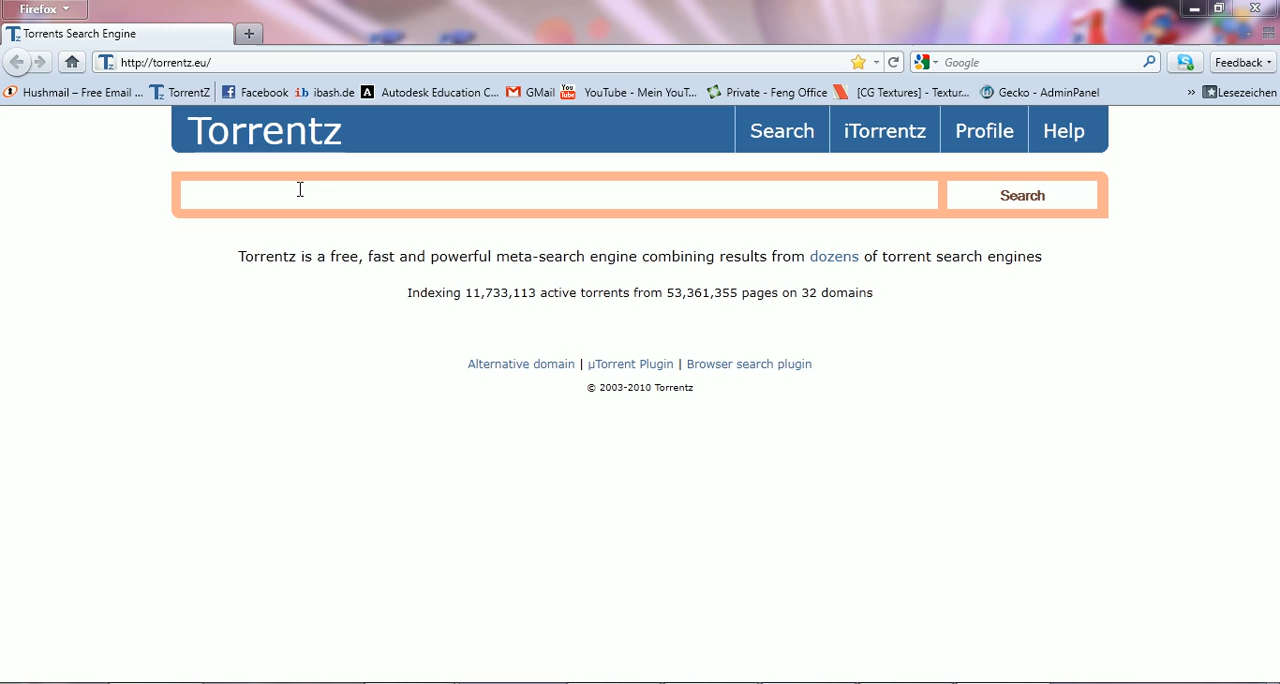 Firefox
Torrents Search Engine
http://torrentz.eu/
Google
Feedback
Hushmail – Free Email ...
TorrentZ
Facebook
ibash.de
Autodesk Education C...
GMail
YouTube - Mein YouT...
Private - Feng Office
[CG Textures] - Textur...
Gecko - AdminPanel
»
Lesezeichen
Torrentz
Search
iTorrentz
Profile
Help
Search
Torrentz is a free, fast and powerful meta-search engine combining results from dozens of torrent search engines
Indexing 11,733,113 active torrents from 53,361,355 pages on 32 domains
Alternative domain | µTorrent Plugin | Browser search plugin
© 2003-2010 Torrentz